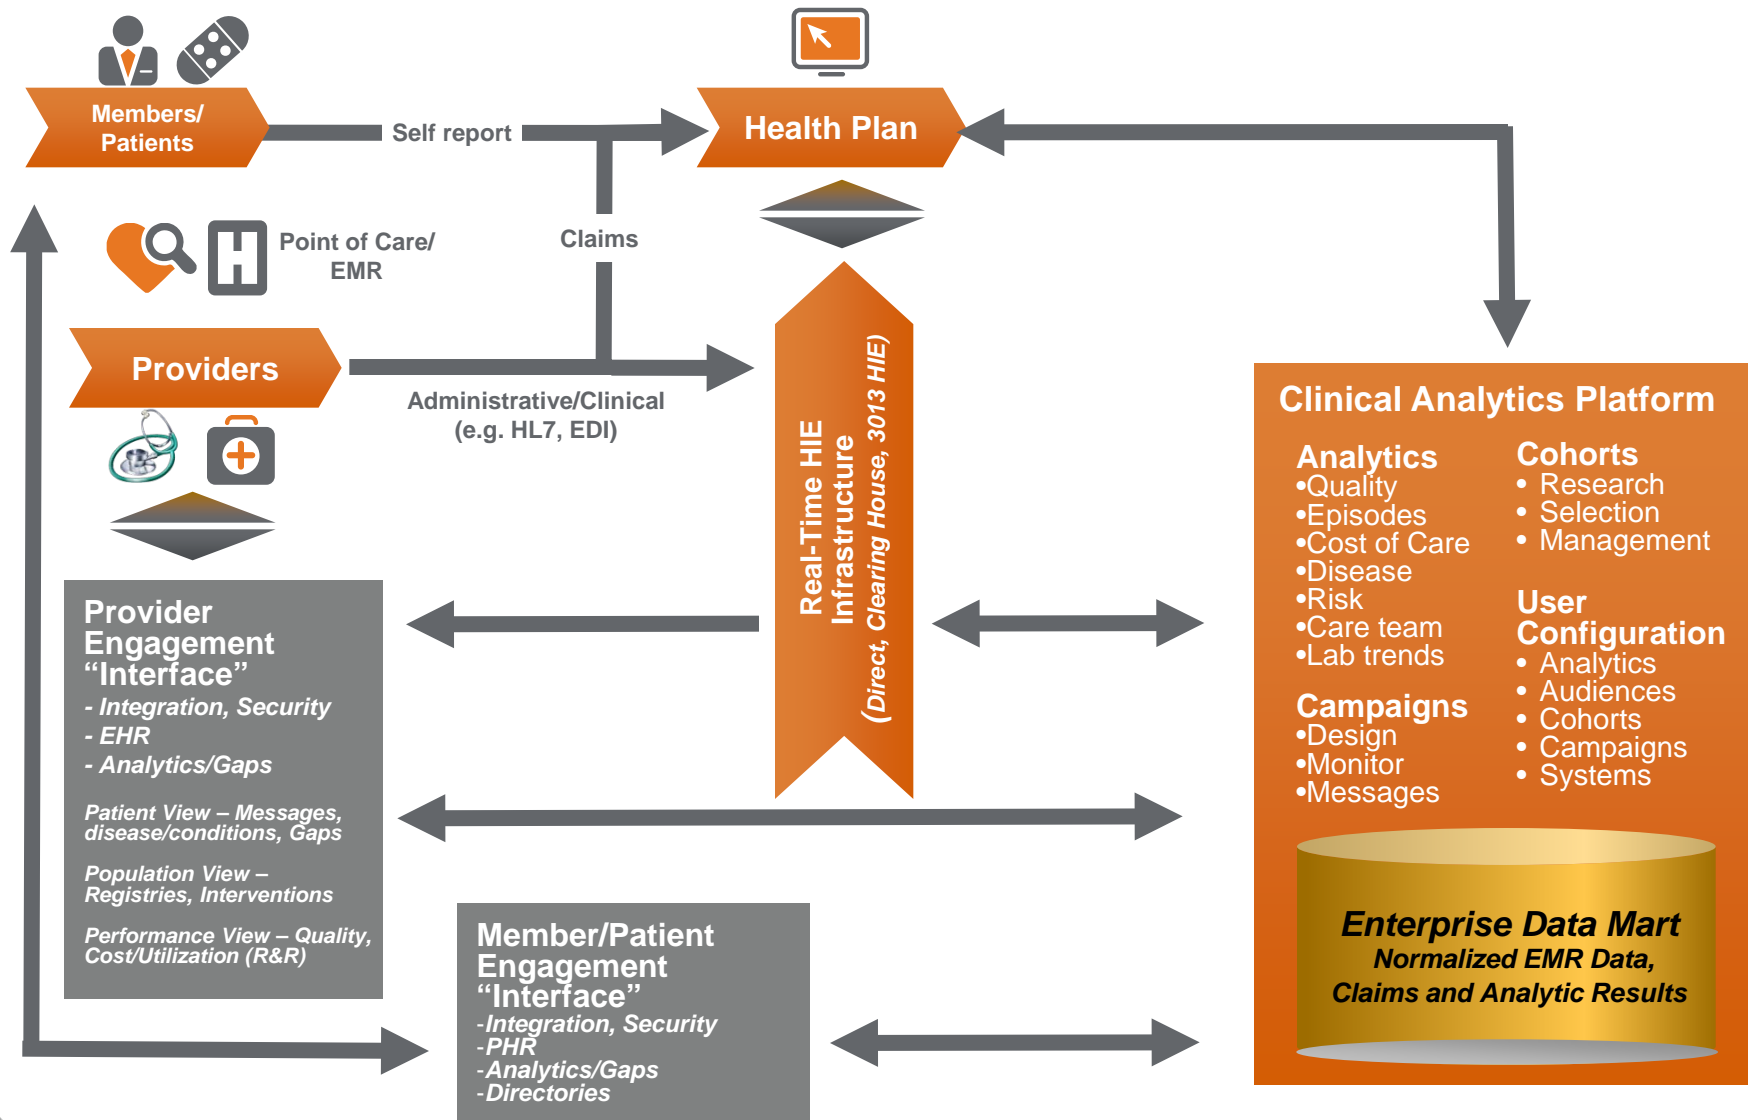 Members/
Patients
Self report
Health Plan
Point of Care/
EMR
Claims
Providers
Administrative/Clinical
(e.g. HL7, EDI)
Real-Time HIE
Infrastructure
(Direct, Clearing House, 3013 HIE)
Provider
Engagement
“Interface”
- Integration, Security
- EHR
- Analytics/Gaps
Patient View – Messages,
disease/conditions, Gaps
Population View –
Registries, Interventions
Performance View – Quality,
Cost/Utilization (R&R)
Member/Patient
Engagement
“Interface”
-Integration, Security
-PHR
-Analytics/Gaps
-Directories
Clinical Analytics Platform
Analytics
•Quality
•Episodes
•Cost of Care
•Disease
•Risk
•Care team
•Lab trends
Campaigns
•Design
•Monitor
•Messages
Cohorts
• Research
• Selection
• Management
User
Configuration
• Analytics
• Audiences
• Cohorts
• Campaigns
• Systems
Enterprise Data Mart
Normalized EMR Data,
Claims and Analytic Results